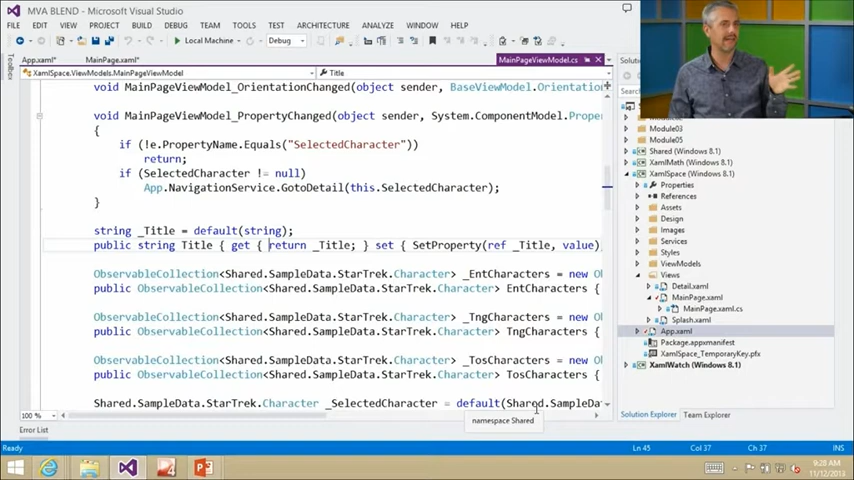 MVA BLEND - Microsoft Visual Studio
FILE EDIT VIEW PROJECT BUILD DEBUG TEAM TOOLS TEST ARCHITECTURE ANALYZE WINDOW HELP
Local Machine Debug
Toolbox
App.xaml* MainPage.xaml* MainPageViewModel.cs
XamlSpace.ViewModels.MainPageViewModel Title
void MainPageViewModel_OrientationChanged(object sender, BaseViewModel.Orientation
void MainPageViewModel_PropertyChanged(object sender, System.ComponentModel.Proper
{
if (!e.PropertyName.Equals("SelectedCharacter"))
return;
if (SelectedCharacter != null)
App.NavigationService.GotoDetail(this.SelectedCharacter);
}
string _Title = default(string);
public string Title { get { return _Title; } set { SetProperty(ref _Title, value)
ObservableCollection<Shared.SampleData.StarTrek.Character> _EntCharacters = new O
public ObservableCollection<Shared.SampleData.StarTrek.Character> EntCharacters {
ObservableCollection<Shared.SampleData.StarTrek.Character> _TngCharacters = new O
public ObservableCollection<Shared.SampleData.StarTrek.Character> TngCharacters {
ObservableCollection<Shared.SampleData.StarTrek.Character> _TosCharacters = new O
public ObservableCollection<Shared.SampleData.StarTrek.Character> TosCharacters {
Shared.SampleData.StarTrek.Character _SelectedCharacter = default(Shared.SampleDa
namespace Shared
100 %
Error List
Solutio
Search
Module03
Module05
Shared (Windows 8.1)
XamlMath (Windows 8.1)
XamlSpace (Windows 8.1)
Properties
References
Assets
Design
Images
Services
Styles
ViewModels
Views
Detail.xaml
MainPage.xaml
MainPage.xaml.cs
Splash.xaml
App.xaml
Package.appxmanifest
XamlSpace_TemporaryKey.pfx
XamlWatch (Windows 8.1)
Solution Explorer Team Explorer
Ln 45 Col 37 Ch 37 INS
9:28 AM
11/12/2013